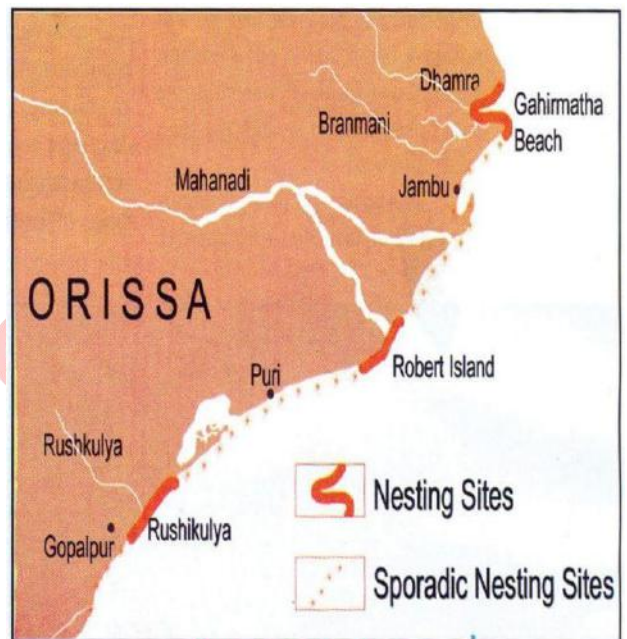 Dhamra
Gahirmatha
Beach
Branmani
Mahanadi
Jambu
ORISSA
Robert Island
Puri
Rushkulya
Rushikulya
Gopalpur
Nesting Sites
Sporadic Nesting Sites